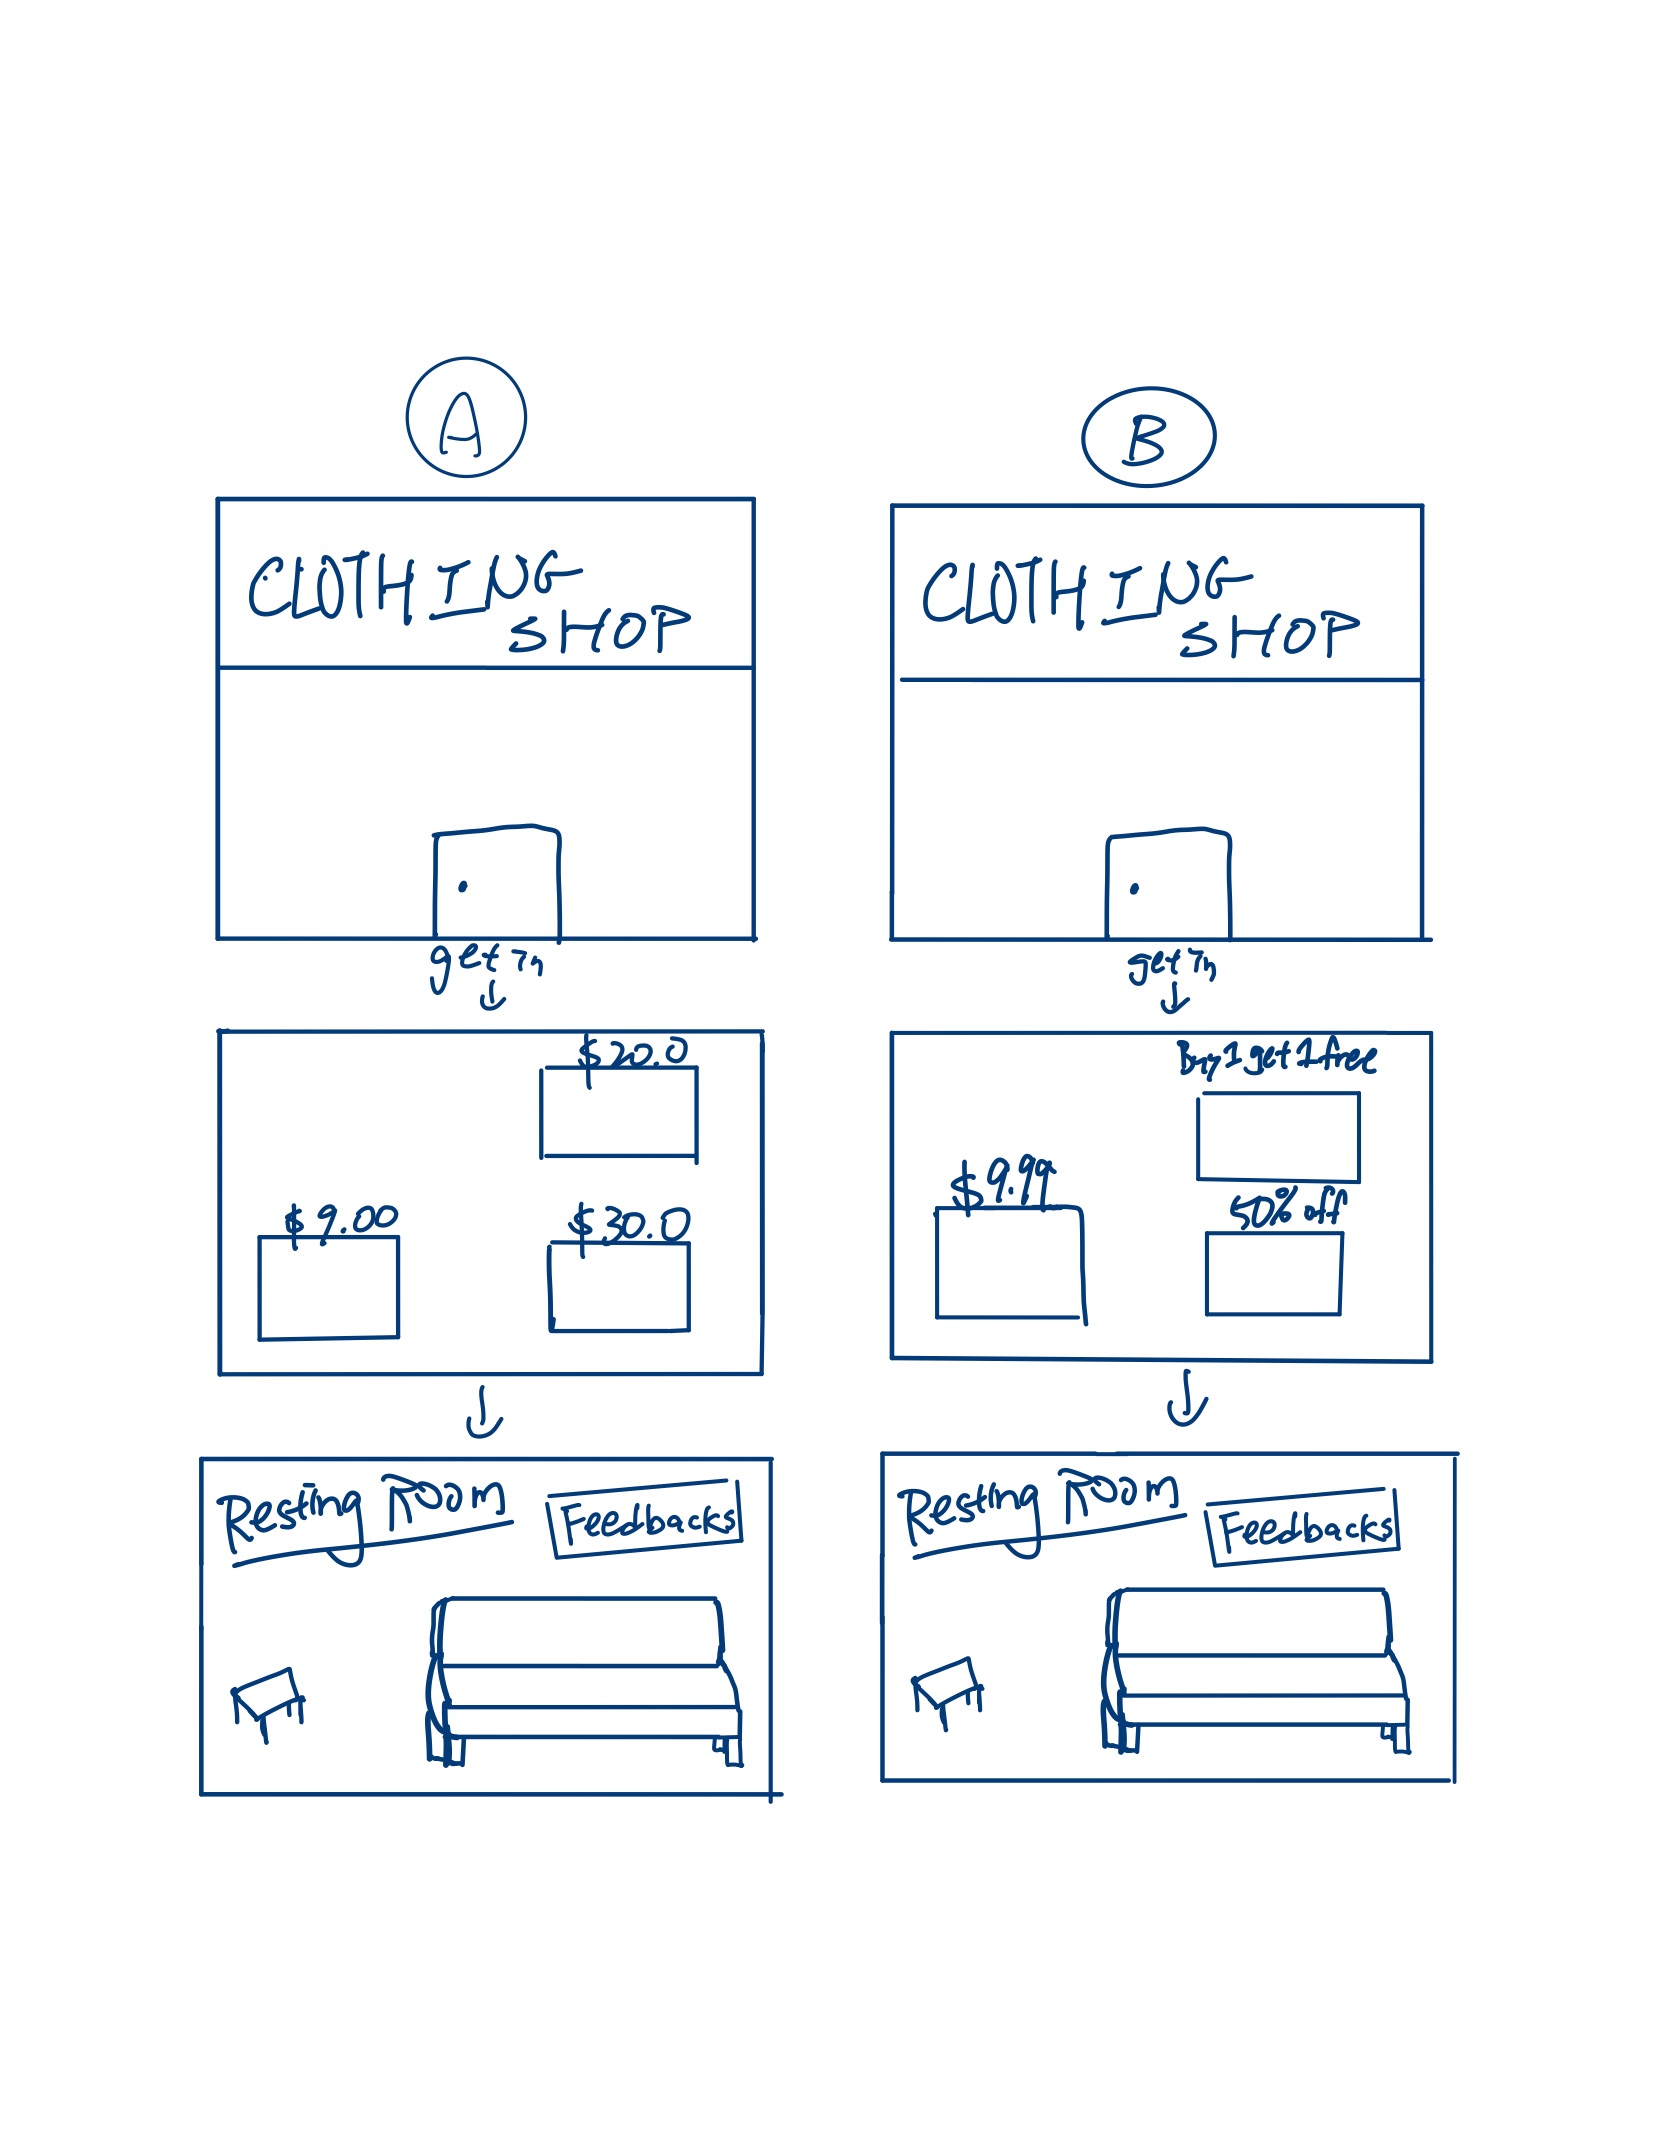 A
CLOTHING
SHOP
get in
$20.0
$9.00
$30.0
Resting Room
Feedbacks
B
CLOTHING
SHOP
get in
Buy 1 get 1 free
$9.99
50% off
Resting Room
Feedbacks